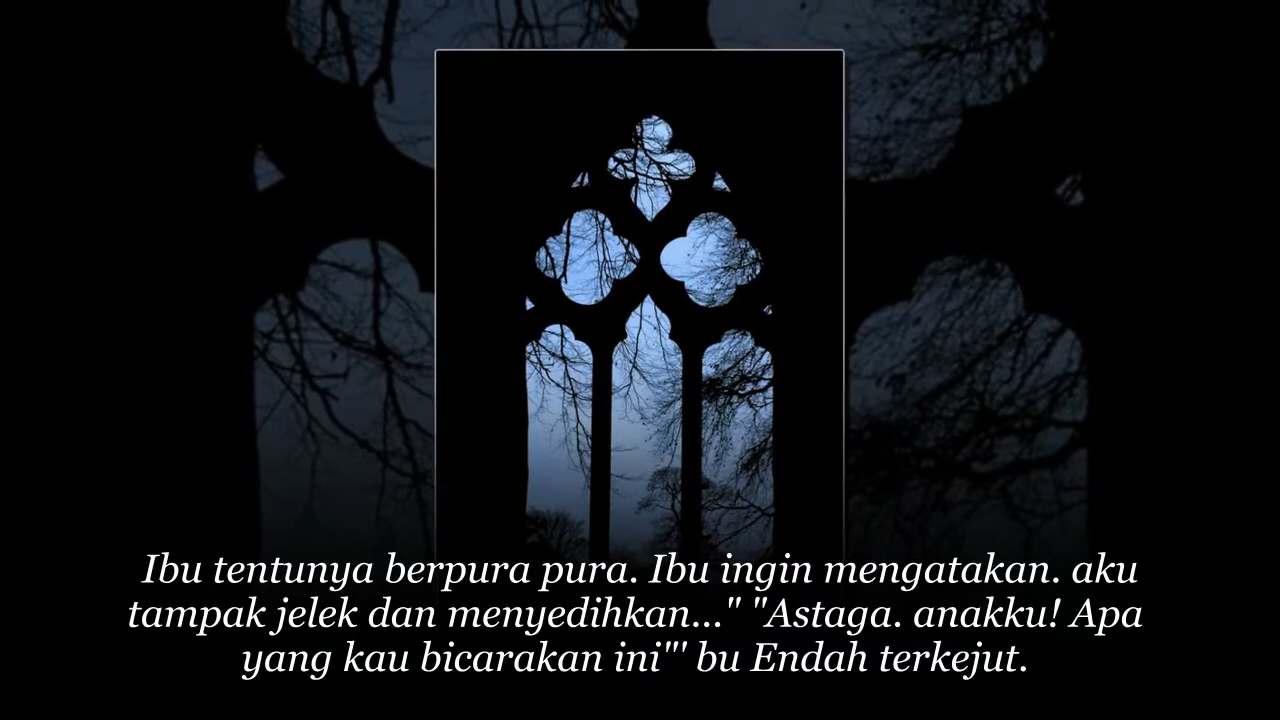 Ibu tentunya berpura pura. Ibu ingin mengatakan. aku
tampak jelek dan menyedihkan..." "Astaga. anakku! Apa
yang kau bicarakan ini"' bu Endah terkejut.